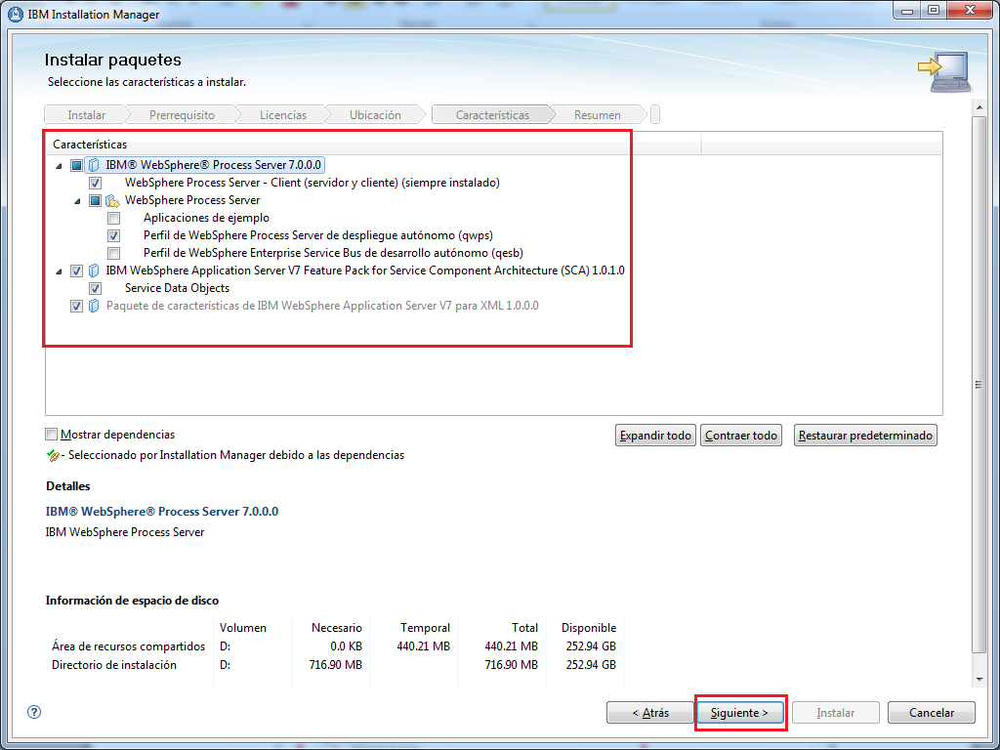 IBM Installation Manager
Instalar paquetes
Seleccione las características a instalar.
Instalar Prerrequisito Licencias Ubicación Características Resumen
Características
IBM® WebSphere® Process Server 7.0.0.0
WebSphere Process Server - Client (servidor y cliente) (siempre instalado)
WebSphere Process Server
Aplicaciones de ejemplo
Perfil de WebSphere Process Server de despliegue autónomo (qwps)
Perfil de WebSphere Enterprise Service Bus de desarrollo autónomo (qesb)
IBM WebSphere Application Server V7 Feature Pack for Service Component Architecture (SCA) 1.0.1.0
Service Data Objects
Paquete de características de IBM WebSphere Application Server V7 para XML 1.0.0.0
Mostrar dependencias Expandir todo Contraer todo Restaurar predeterminado
- Seleccionado por Installation Manager debido a las dependencias
Detalles
IBM® WebSphere® Process Server 7.0.0.0
IBM WebSphere Process Server
Información de espacio de disco
Volumen Necesario Temporal Total Disponible
Área de recursos compartidos D: 0.0 KB 440.21 MB 440.21 MB 252.94 GB
Directorio de instalación D: 716.90 MB 716.90 MB 252.94 GB
? < Atrás Siguiente > Instalar Cancelar